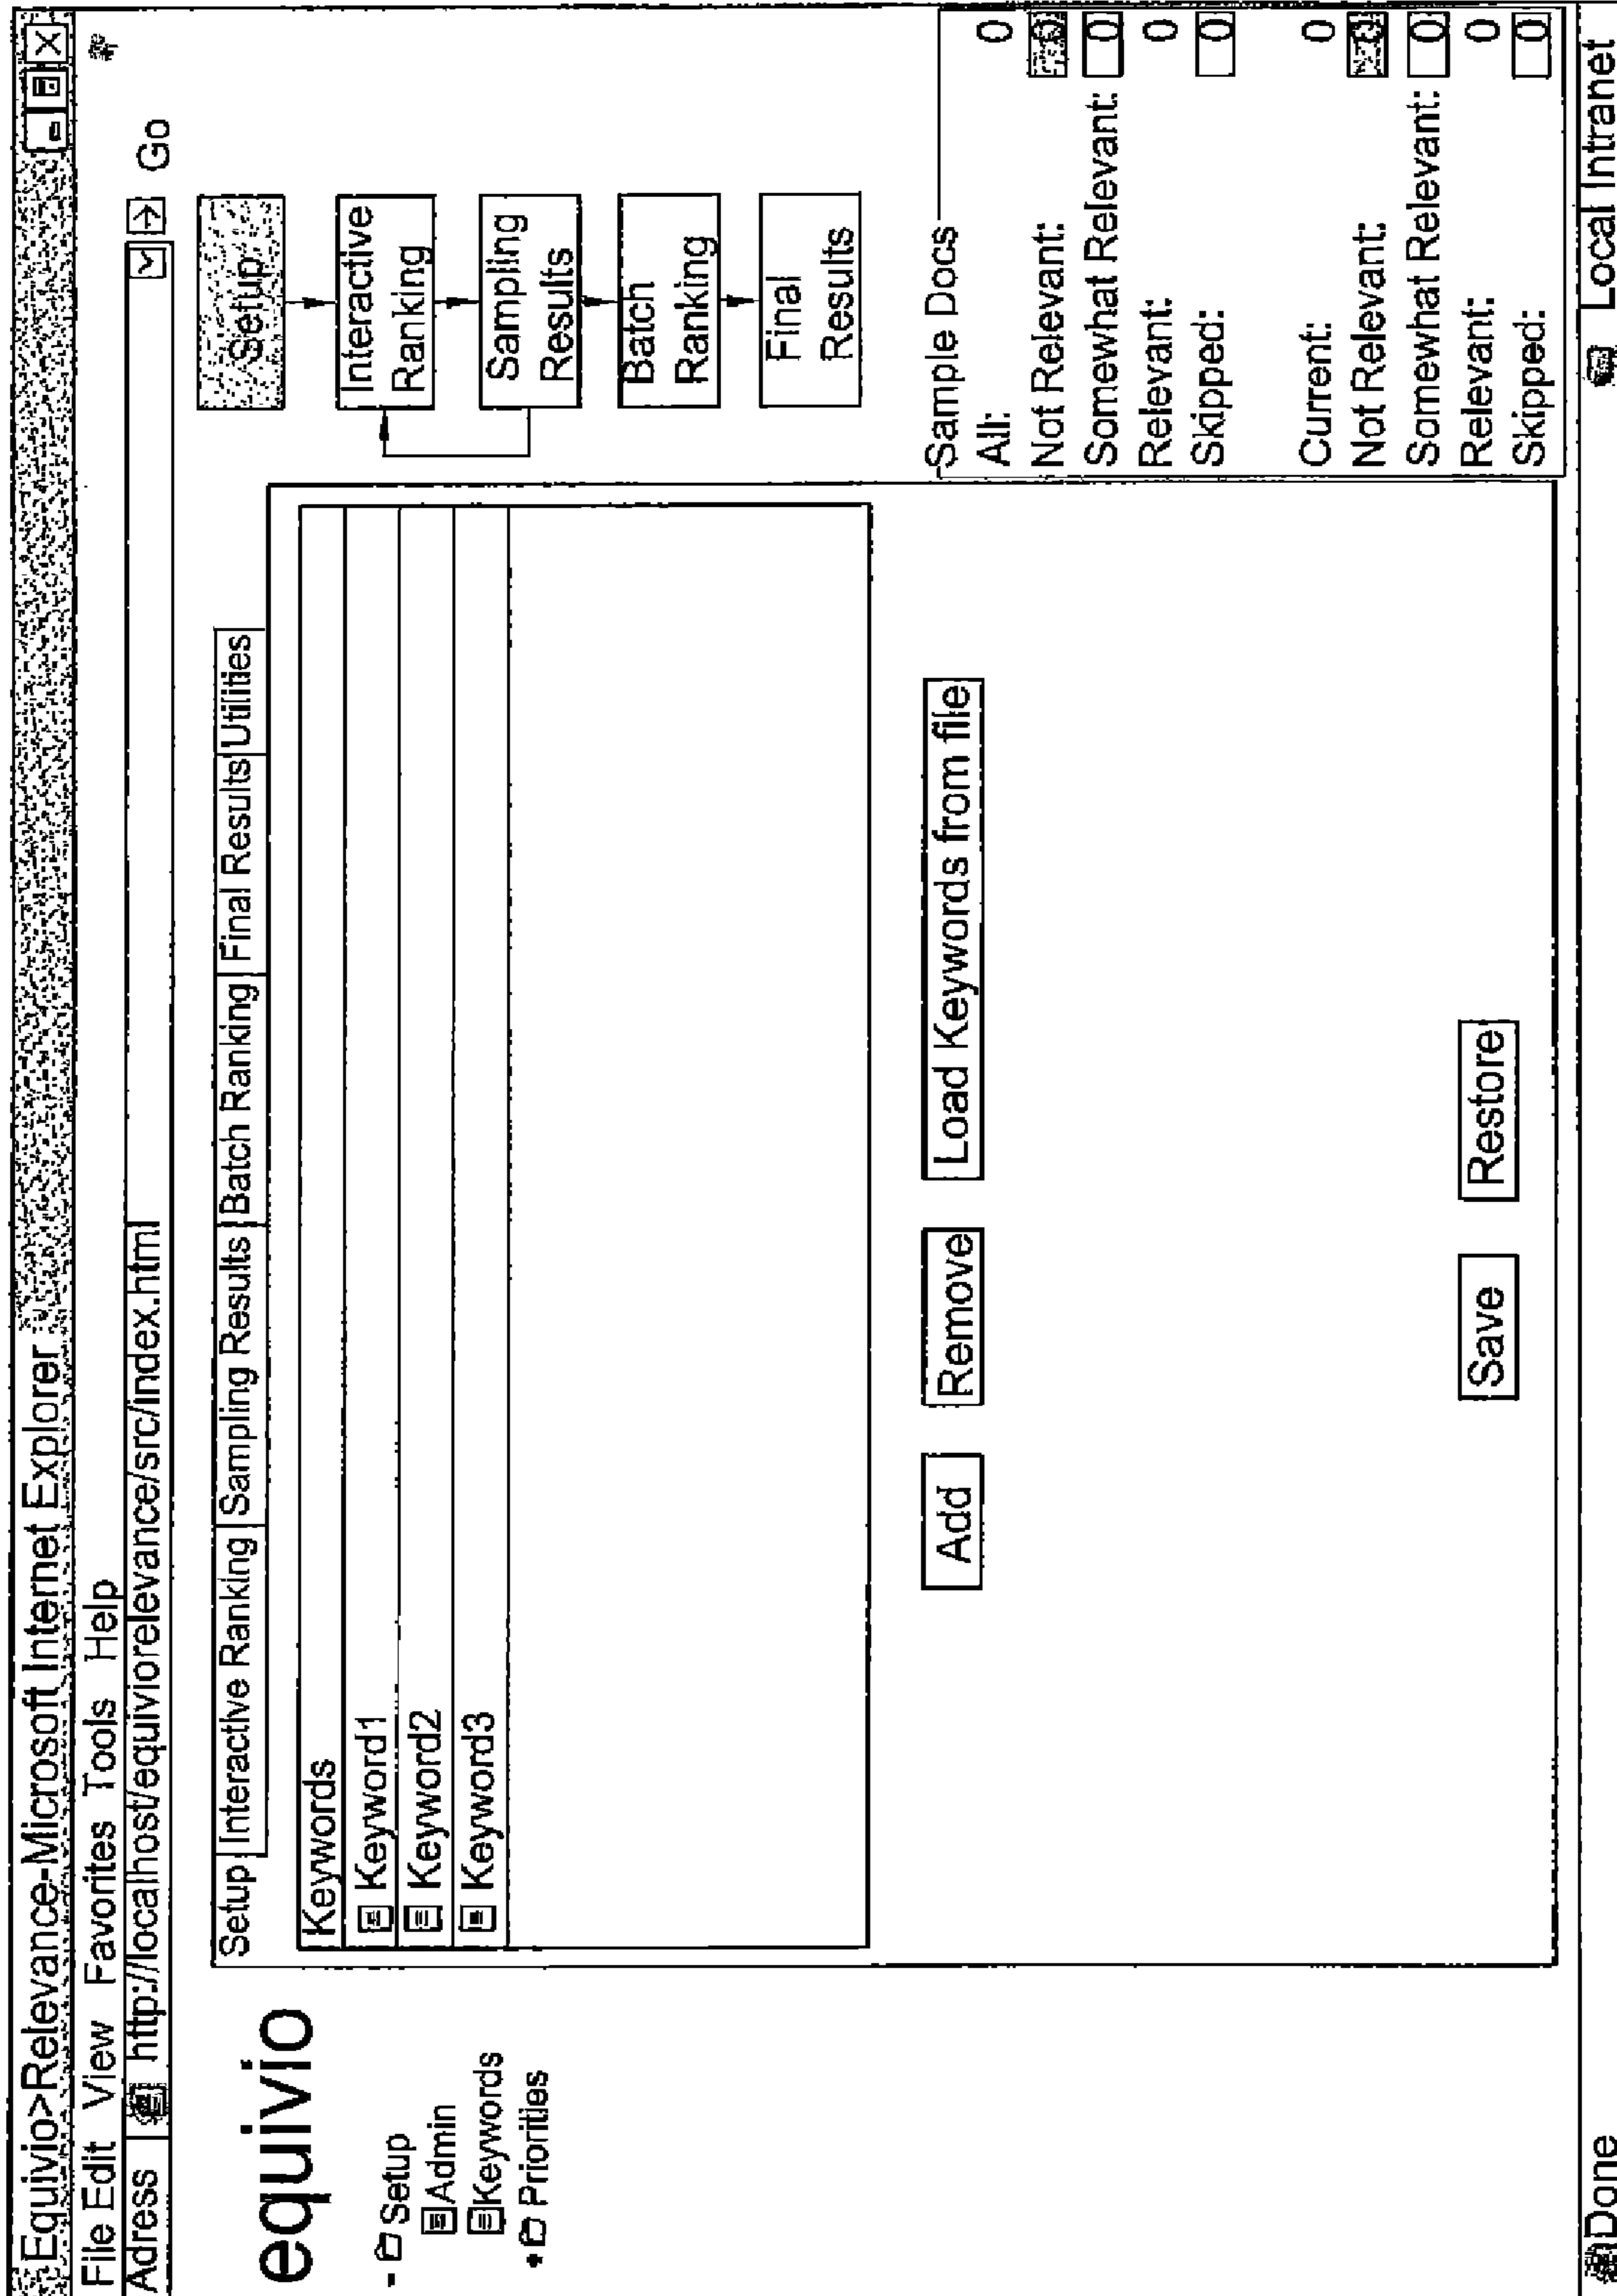 Equivio>Relevance-Microsoft Internet Explorer
File Edit View Favorites Tools Help
Adress http://localhost/equiviorelevance/src/index.html Go
equivio
- Setup
Admin
Keywords
+ Priorities
Setup Interactive Ranking Sampling Results Batch Ranking Final Results Utilities
Keywords
Keyword1
Keyword2
Keyword3
Add Remove Load Keywords from file
Save Restore
Setup
Interactive
Ranking
Sampling
Results
Batch
Ranking
Final
Results
Sample Docs
All: 0
Not Relevant: 0
Somewhat Relevant: 0
Relevant: 0
Skipped: 0
Current: 0
Not Relevant: 0
Somewhat Relevant: 0
Relevant: 0
Skipped: 0
Done Local Intranet